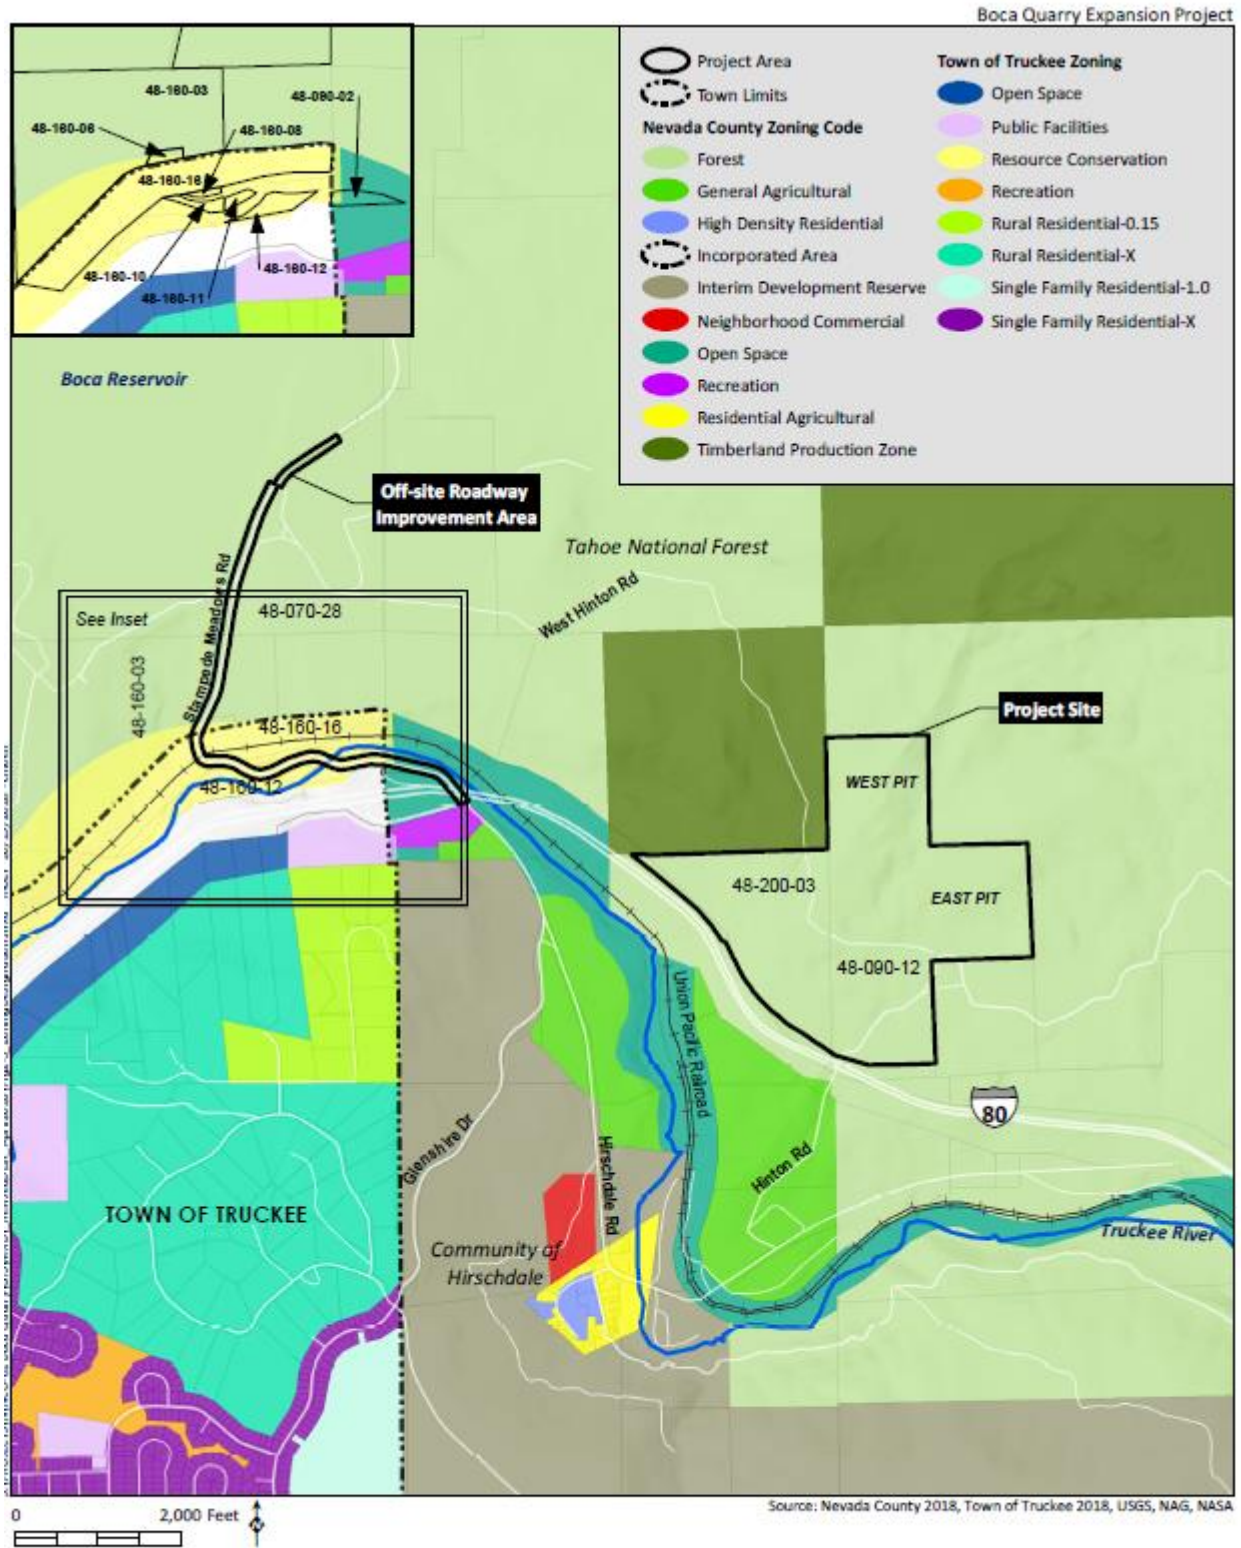 Boca Quarry Expansion Project
48-160-03
48-090-02
48-160-06
48-160-08
48-160-16
48-160-10
48-160-12
48-160-11
Project Area
Town Limits
Nevada County Zoning Code
Forest
General Agricultural
High Density Residential
Incorporated Area
Interim Development Reserve
Neighborhood Commercial
Open Space
Recreation
Residential Agricultural
Timberland Production Zone
Town of Truckee Zoning
Open Space
Public Facilities
Resource Conservation
Recreation
Rural Residential-0.15
Rural Residential-X
Single Family Residential-1.0
Single Family Residential-X
Boca Reservoir
Off-site Roadway
Improvement Area
Tahoe National Forest
Stampede Meadows Rd
West Hinton Rd
See Inset
48-070-28
48-160-03
48-160-16
48-160-12
Project Site
WEST PIT
48-200-03
EAST PIT
48-090-12
Union Pacific Railroad
80
Glenshire Dr
Hirschdale Rd
Hinton Rd
TOWN OF TRUCKEE
Community of
Hirschdale
Truckee River
0 2,000 Feet
N
Source: Nevada County 2018, Town of Truckee 2018, USGS, NAG, NASA